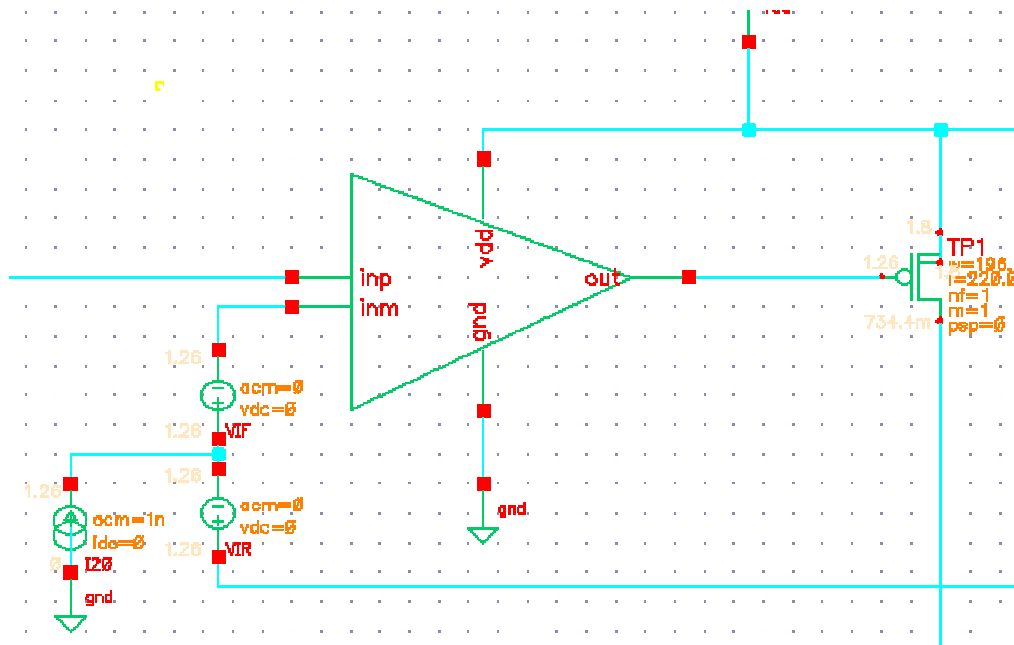 inp
inm
out
vdd
gnd
1.8
TP1
1.26
nf=1
m=1
734.4m
psp=0
1.26
acm=0
vdc=0
1.26
VIF
1.26
acm=0
vdc=0
1.26
VIR
1.26
acm=1n
idc=0
0
I20
gnd
gnd